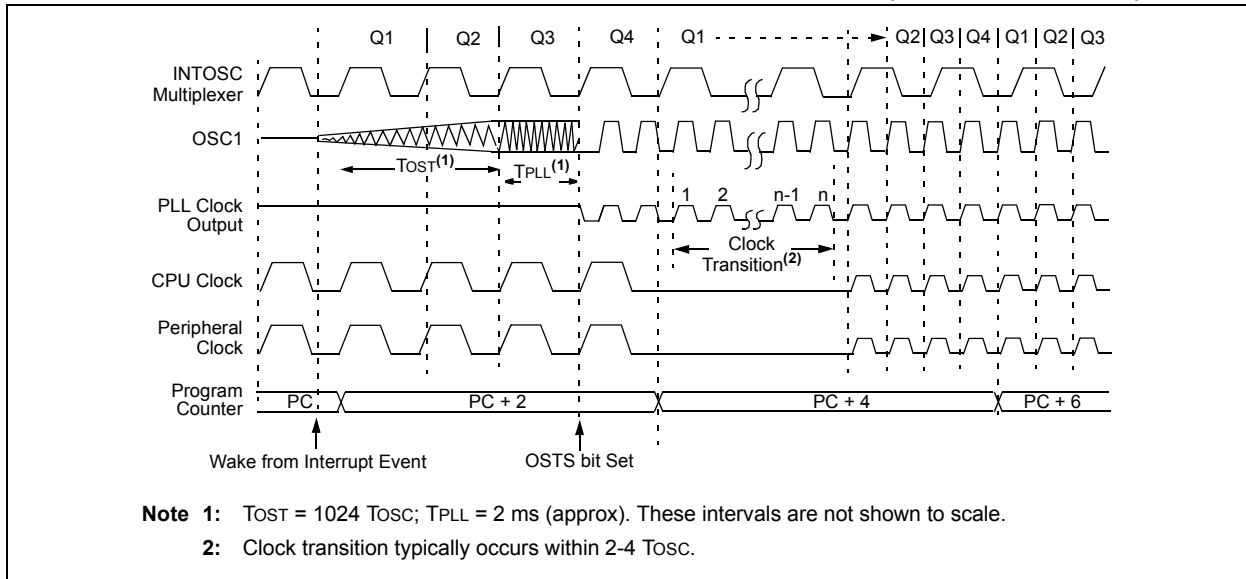 Q1 Q2 Q3 Q4 Q1 Q2 Q3 Q4 Q1 Q2 Q3
INTOSC
Multiplexer
OSC1
TOST(1)
TPLL(1)
1 2 n-1 n
PLL Clock
Output
Clock
Transition(2)
CPU Clock
Peripheral
Clock
Program
Counter
PC PC + 2 PC + 4 PC + 6
Wake from Interrupt Event OSTS bit Set
Note 1: TOST = 1024 TOSC; TPLL = 2 ms (approx). These intervals are not shown to scale.
2: Clock transition typically occurs within 2-4 TOSC.